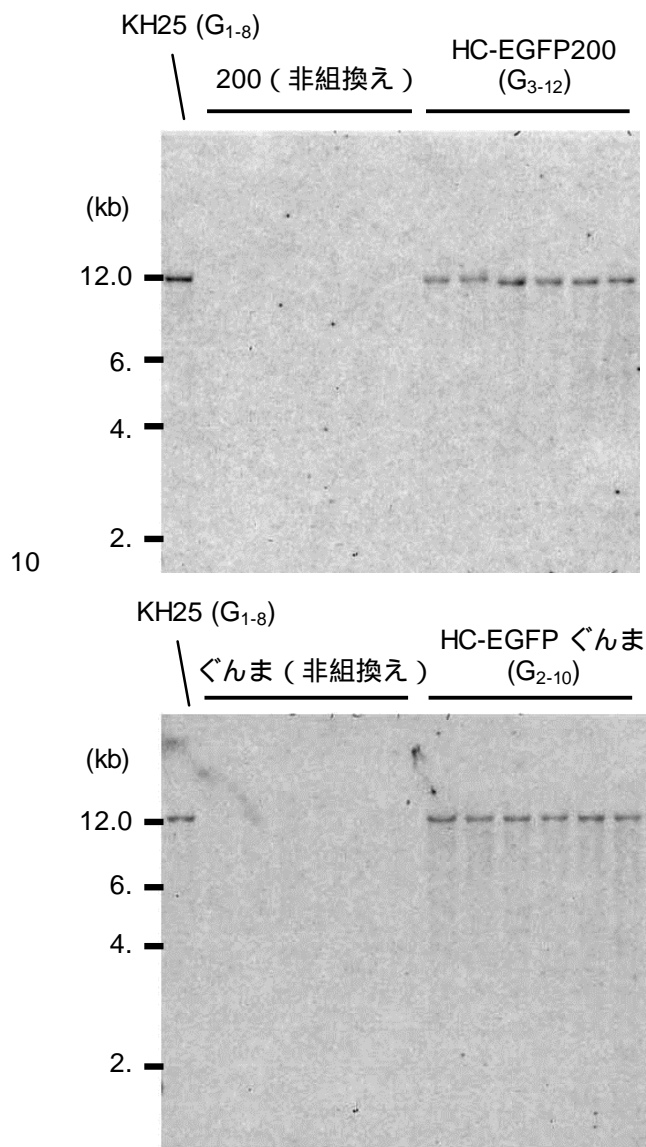 KH25 (G1-8)
200（非組換え）
HC-EGFP200
(G3-12)
(kb)
12.0
6.
4.
2.
10
KH25 (G1-8)
ぐんま（非組換え）
HC-EGFP ぐんま
(G2-10)
(kb)
12.0
6.
4.
2.